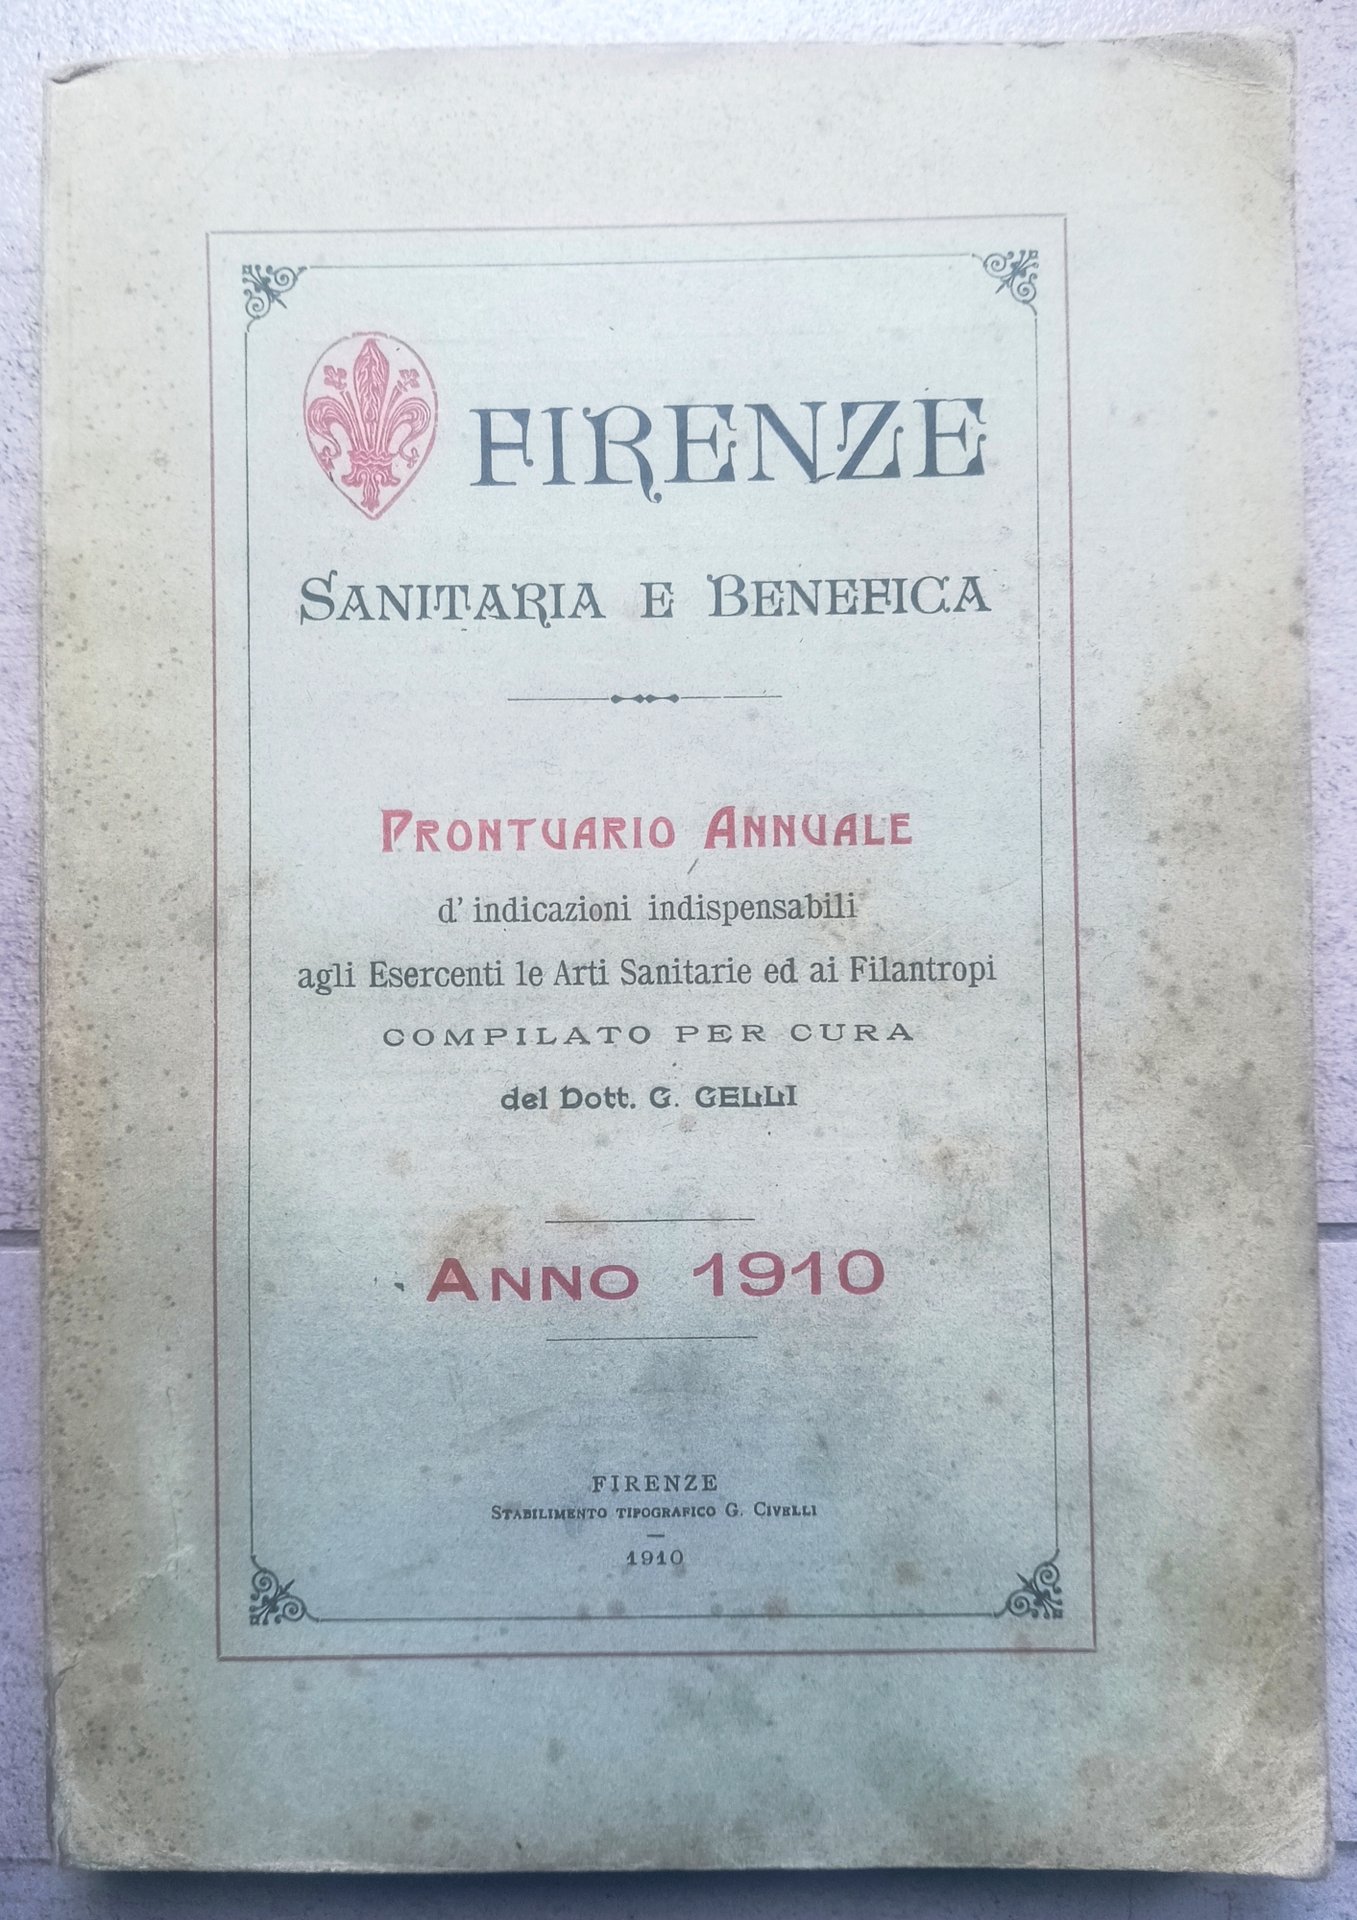 FIRENZE
SANITARIA E BENEFICA
PRONTUARIO ANNUALE
d' indicazioni indispensabili
agli Esercenti le Arti Sanitarie ed ai Filantropi
COMPILATO PER CURA
del Dott. G. GELLI
ANNO 1910
FIRENZE
STABILIMENTO TIPOGRAFICO G. CIVELLI
1910